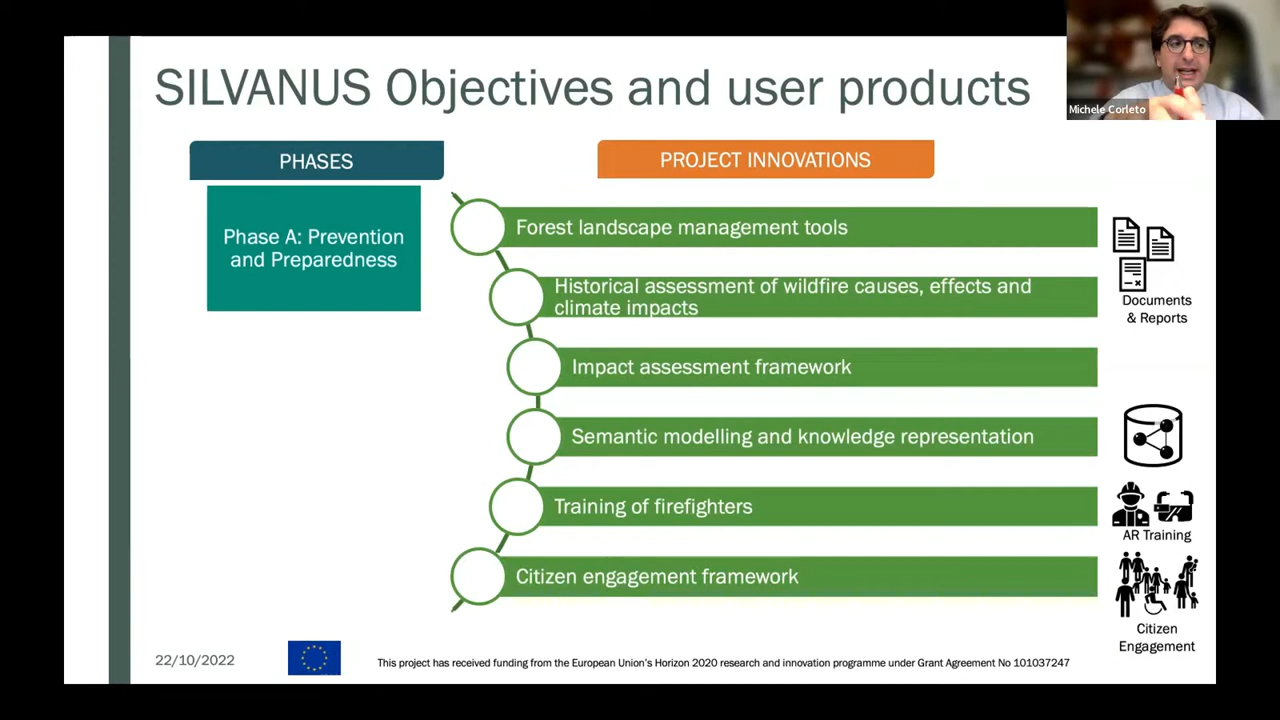 SILVANUS Objectives and user products
Michele Corleto
PHASES
PROJECT INNOVATIONS
Phase A: Prevention
and Preparedness
Forest landscape management tools
Historical assessment of wildfire causes, effects and
climate impacts
Documents
& Reports
Impact assessment framework
Semantic modelling and knowledge representation
Training of firefighters
AR Training
Citizen engagement framework
Citizen
Engagement
22/10/2022
This project has received funding from the European Union's Horizon 2020 research and innovation programme under Grant Agreement No 101037247